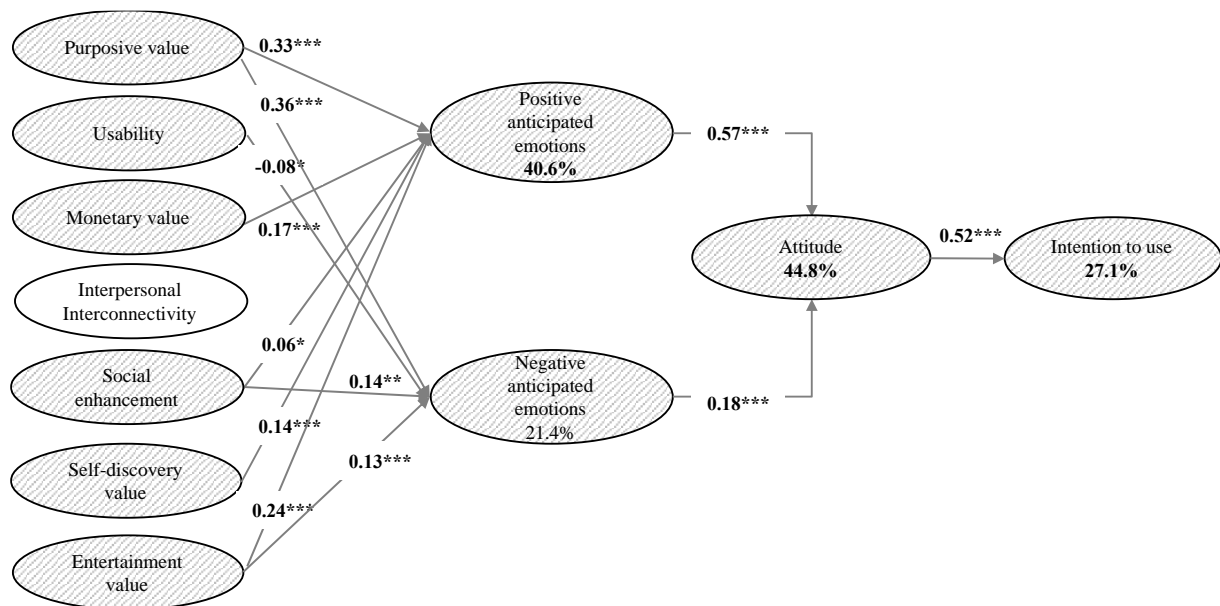 Purposive value
0.33***
0.36***
Usability
-0.08*
Monetary value
0.17***
Interpersonal
Interconnectivity
Social
enhancement
0.06*
0.14**
Self-discovery
value
0.14***
0.13***
Entertainment
value
0.24***
Positive
anticipated
emotions
40.6%
0.57***
Negative
anticipated
emotions
21.4%
0.18***
Attitude
44.8%
0.52***
Intention to use
27.1%